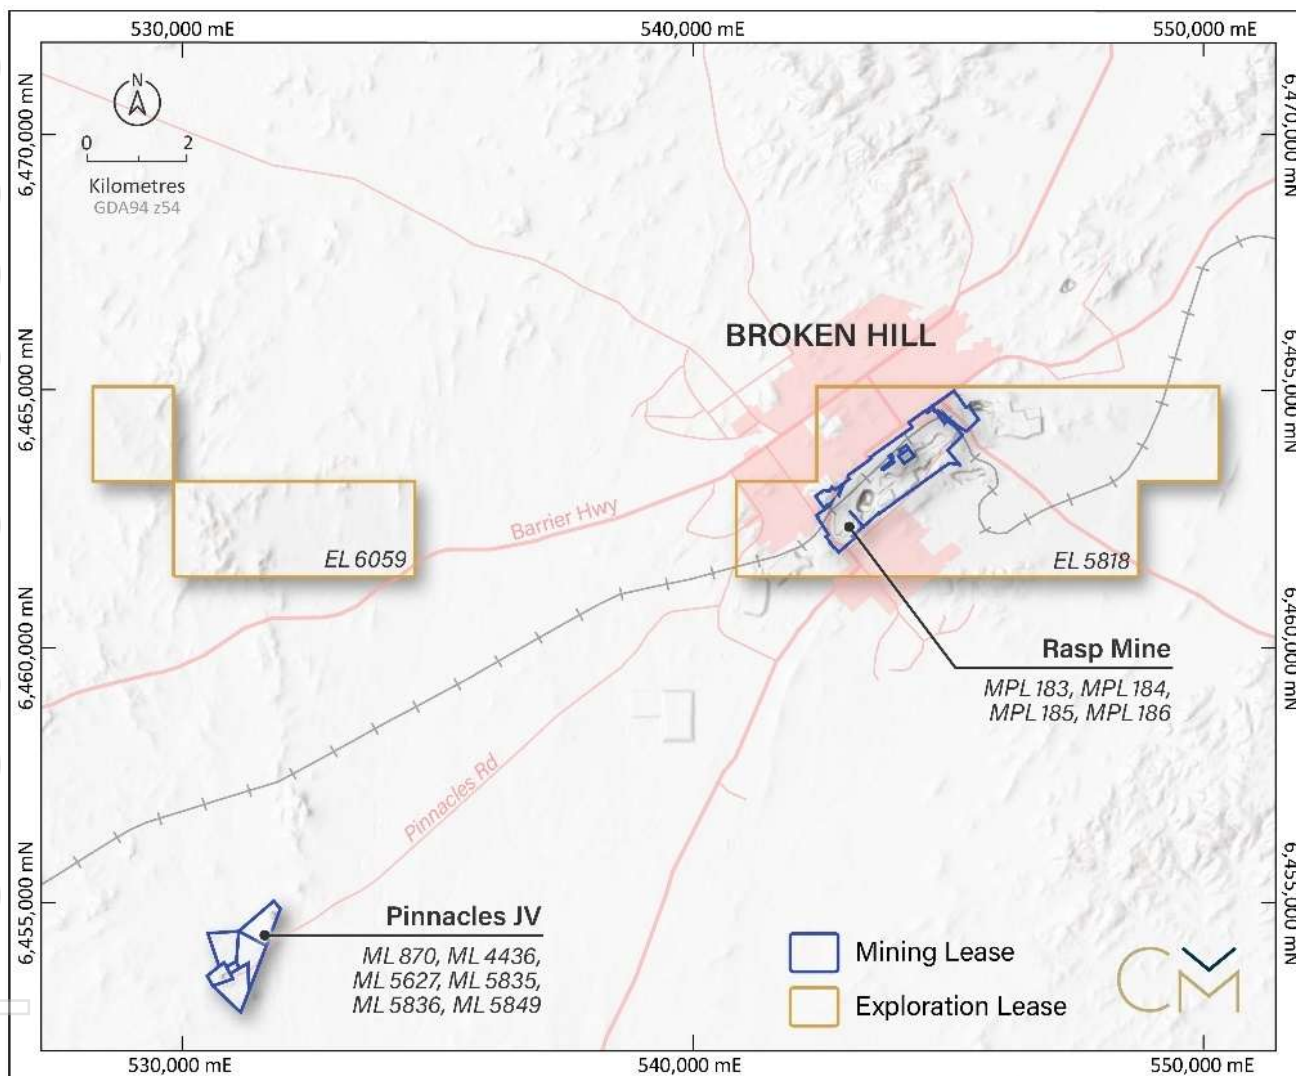 530,000 mE
540,000 mE
550,000 mE
N
0 2
Kilometres
GDA94 z54
6,470,000 mN
6,470,000 mN
BROKEN HILL
6,465,000 mN
6,465,000 mN
Barrier Hwy
EL 6059
EL 5818
6,460,000 mN
6,460,000 mN
Rasp Mine
MPL 183, MPL 184,
MPL 185, MPL 186
Pinnacles Rd
6,455,000 mN
6,455,000 mN
Pinnacles JV
ML 870, ML 4436,
ML 5627, ML 5835,
ML 5836, ML 5849
Mining Lease
Exploration Lease
CM
530,000 mE
540,000 mE
550,000 mE